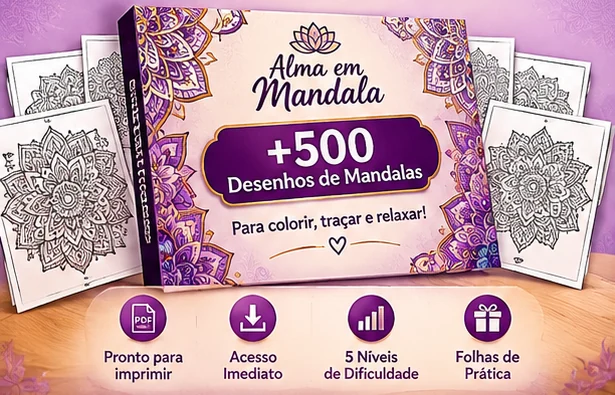 Alma em
Mandala
+500
Desenhos de Mandalas
Para colorir, traçar e relaxar!
PDF
Pronto para
imprimir
Acesso
Imediato
5 Níveis
de Dificuldade
Folhas de
Prática